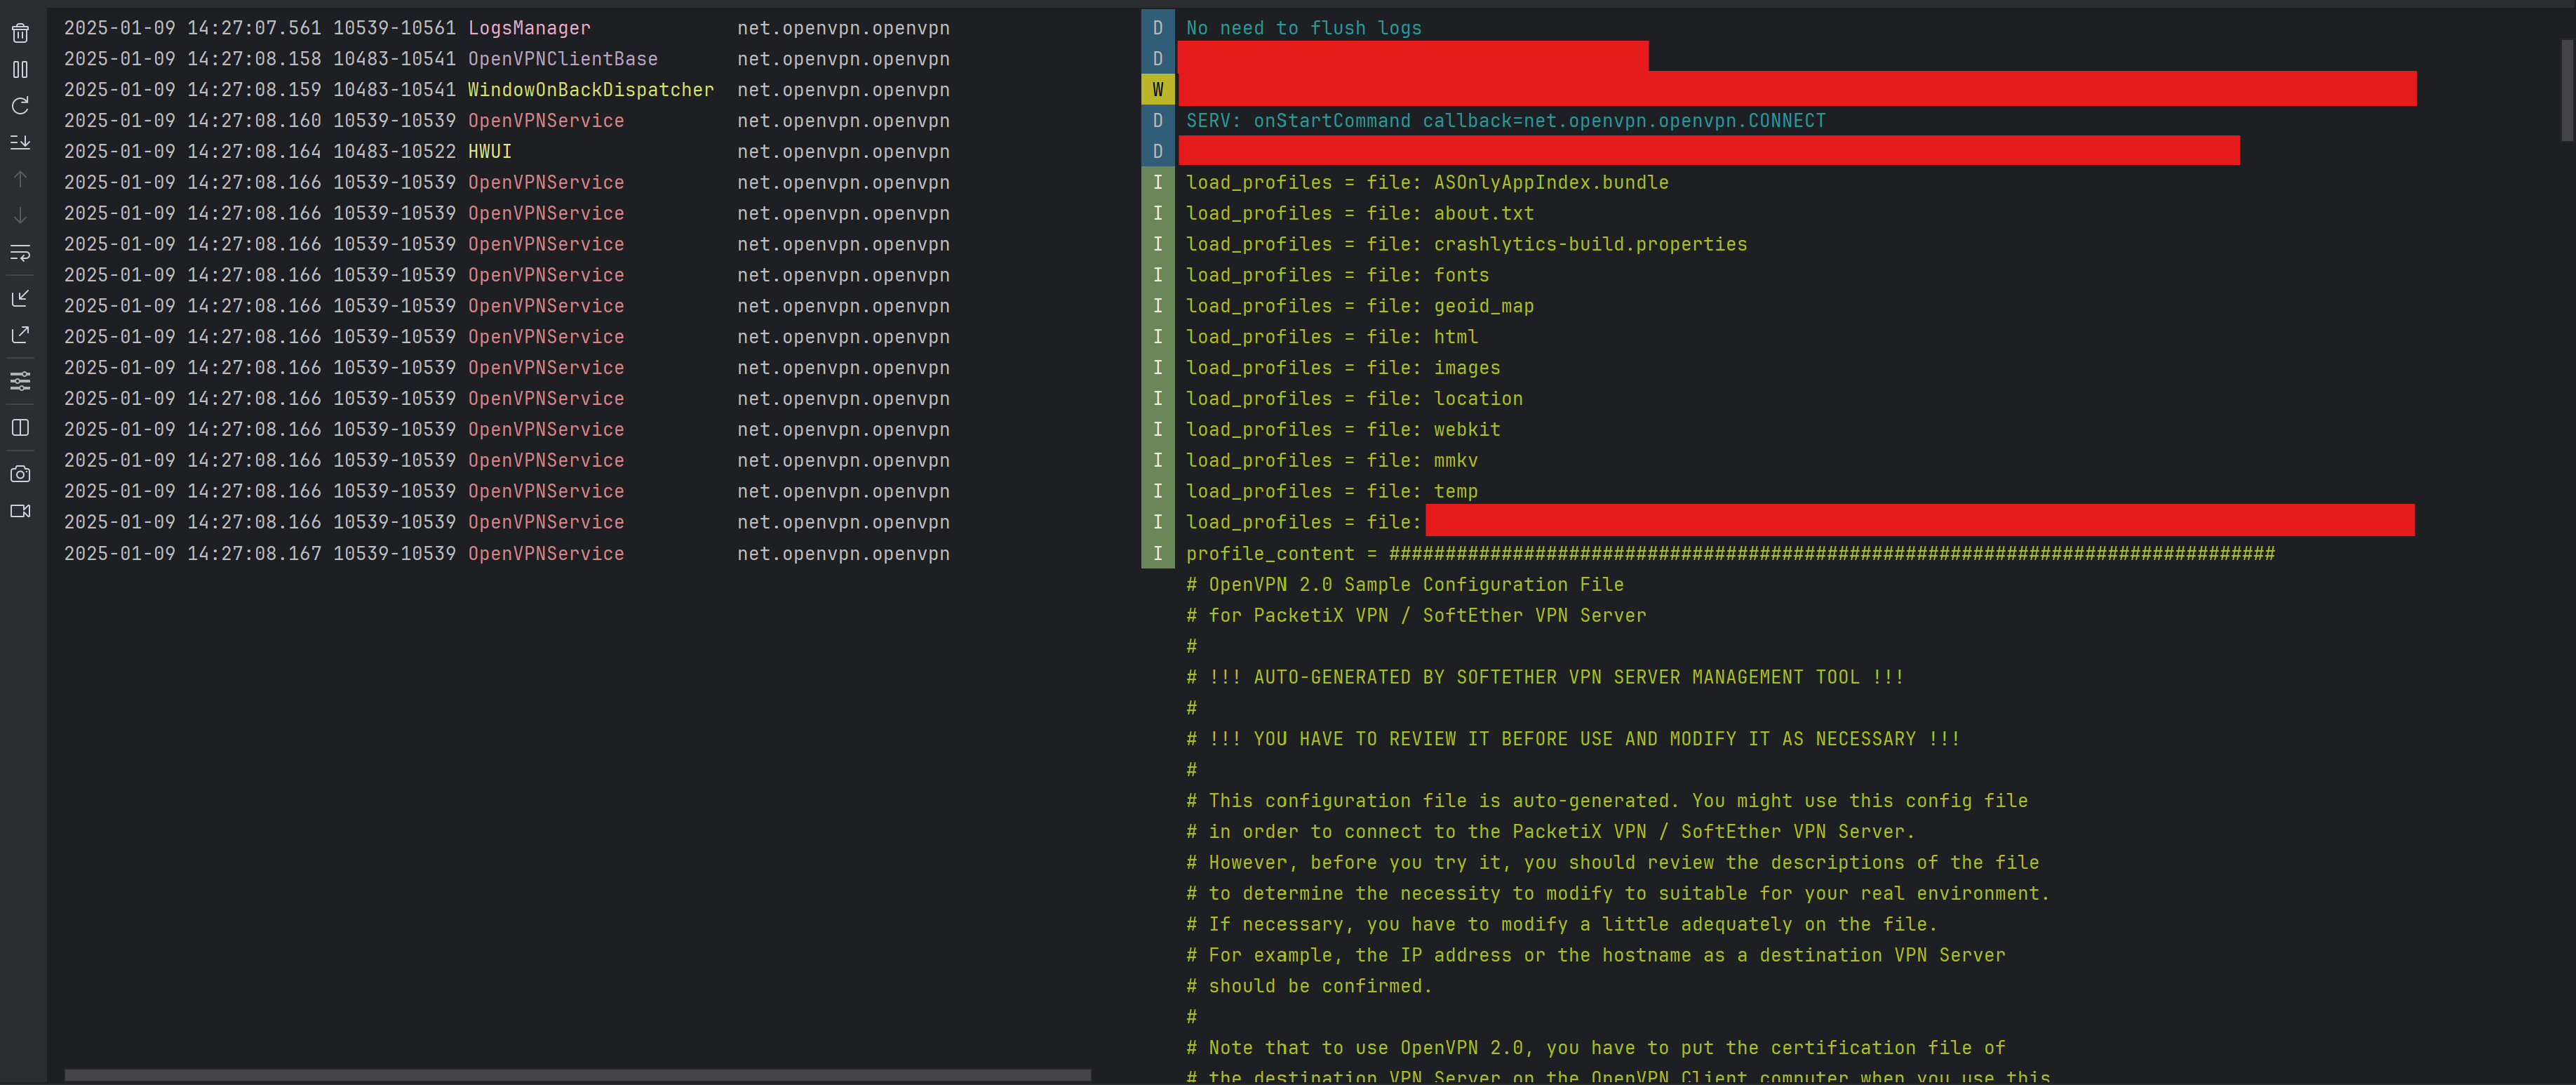 2025-01-09 14:27:07.561 10539-10561 LogsManager net.openvpn.openvpn D No need to flush logs
2025-01-09 14:27:08.158 10483-10541 OpenVPNClientBase net.openvpn.openvpn D
2025-01-09 14:27:08.159 10483-10541 WindowOnBackDispatcher net.openvpn.openvpn W
2025-01-09 14:27:08.160 10539-10539 OpenVPNService net.openvpn.openvpn D SERV: onStartCommand callback=net.openvpn.openvpn.CONNECT
2025-01-09 14:27:08.164 10483-10522 HWUI net.openvpn.openvpn D
2025-01-09 14:27:08.166 10539-10539 OpenVPNService net.openvpn.openvpn I load_profiles = file: ASOnlyAppIndex.bundle
2025-01-09 14:27:08.166 10539-10539 OpenVPNService net.openvpn.openvpn I load_profiles = file: about.txt
2025-01-09 14:27:08.166 10539-10539 OpenVPNService net.openvpn.openvpn I load_profiles = file: crashlytics-build.properties
2025-01-09 14:27:08.166 10539-10539 OpenVPNService net.openvpn.openvpn I load_profiles = file: fonts
2025-01-09 14:27:08.166 10539-10539 OpenVPNService net.openvpn.openvpn I load_profiles = file: geoid_map
2025-01-09 14:27:08.166 10539-10539 OpenVPNService net.openvpn.openvpn I load_profiles = file: html
2025-01-09 14:27:08.166 10539-10539 OpenVPNService net.openvpn.openvpn I load_profiles = file: images
2025-01-09 14:27:08.166 10539-10539 OpenVPNService net.openvpn.openvpn I load_profiles = file: location
2025-01-09 14:27:08.166 10539-10539 OpenVPNService net.openvpn.openvpn I load_profiles = file: webkit
2025-01-09 14:27:08.166 10539-10539 OpenVPNService net.openvpn.openvpn I load_profiles = file: mmkv
2025-01-09 14:27:08.166 10539-10539 OpenVPNService net.openvpn.openvpn I load_profiles = file: temp
2025-01-09 14:27:08.166 10539-10539 OpenVPNService net.openvpn.openvpn I load_profiles = file:
2025-01-09 14:27:08.167 10539-10539 OpenVPNService net.openvpn.openvpn I profile_content = ###############################################################################
# OpenVPN 2.0 Sample Configuration File
# for PacketiX VPN / SoftEther VPN Server
#
# !!! AUTO-GENERATED BY SOFTETHER VPN SERVER MANAGEMENT TOOL !!!
#
# !!! YOU HAVE TO REVIEW IT BEFORE USE AND MODIFY IT AS NECESSARY !!!
#
# This configuration file is auto-generated. You might use this config file
# in order to connect to the PacketiX VPN / SoftEther VPN Server.
# However, before you try it, you should review the descriptions of the file
# to determine the necessity to modify to suitable for your real environment.
# If necessary, you have to modify a little adequately on the file.
# For example, the IP address or the hostname as a destination VPN Server
# should be confirmed.
#
# Note that to use OpenVPN 2.0, you have to put the certification file of
# the destination VPN Server on the OpenVPN Client computer when you use this